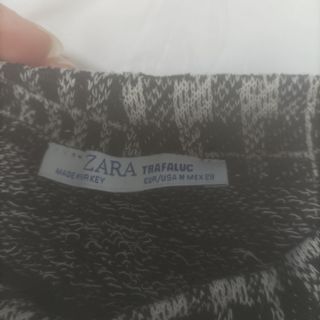 ZARA TRAFALUC
MADE IN TURKEY
EUR/USA M MEX 28